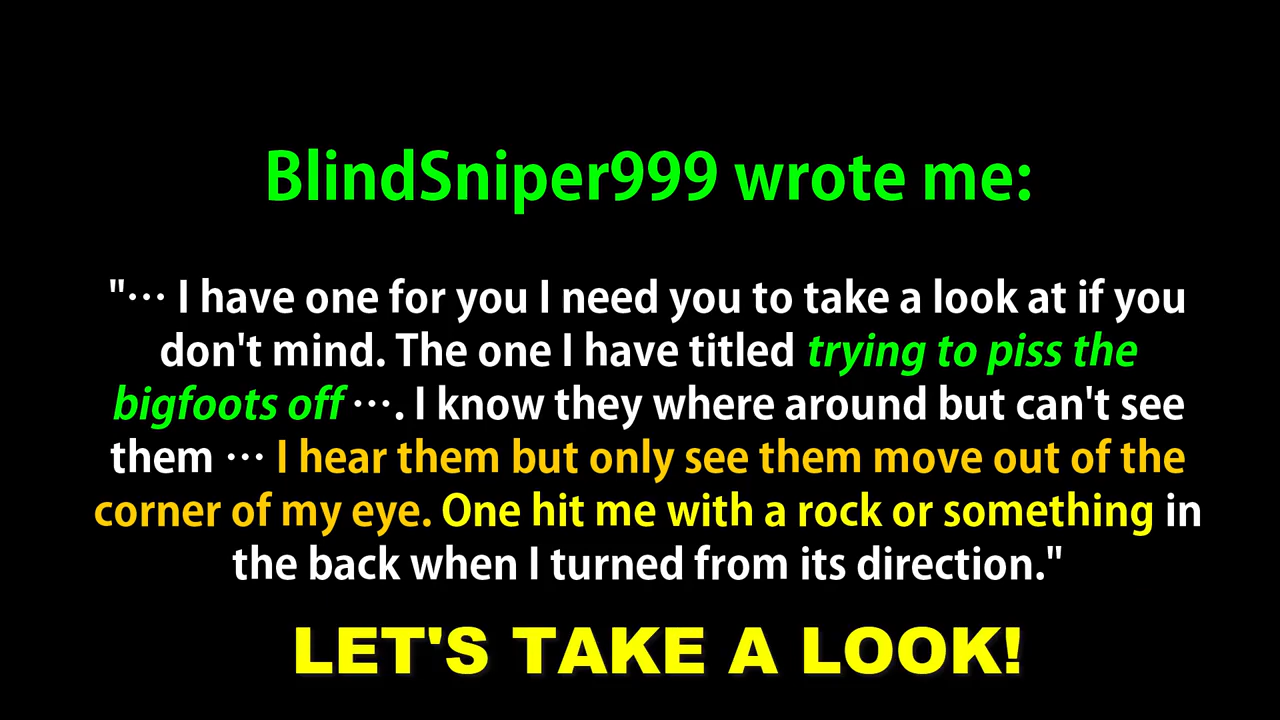 BlindSniper999 wrote me:
"… I have one for you I need you to take a look at if you
don't mind. The one I have titled trying to piss the
bigfoots off …. I know they where around but can't see
them … I hear them but only see them move out of the
corner of my eye. One hit me with a rock or something in
the back when I turned from its direction."
LET'S TAKE A LOOK!